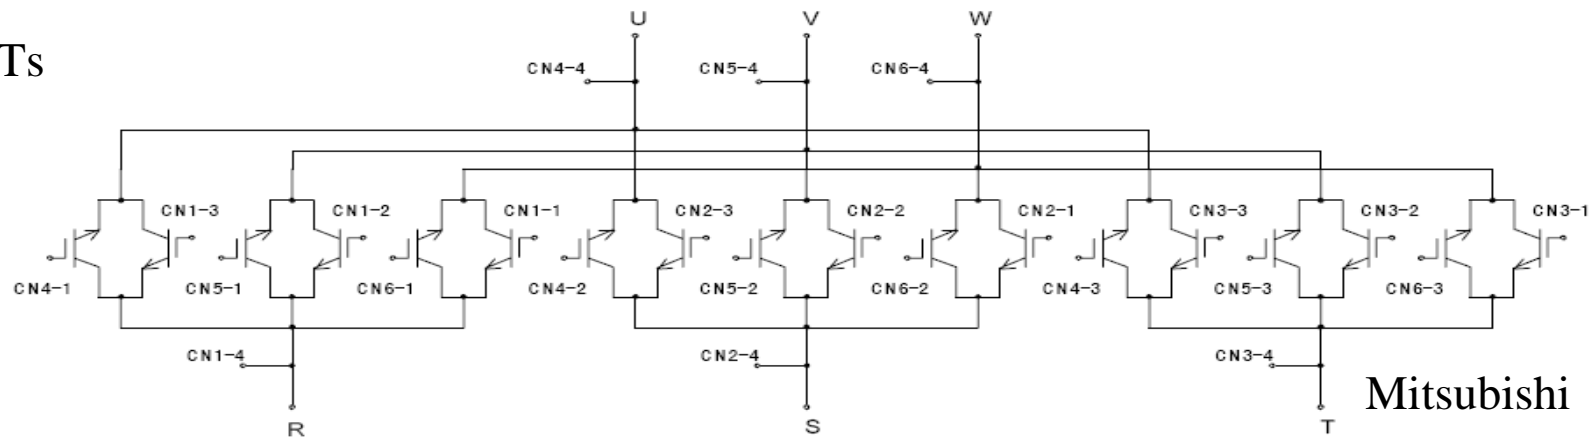 U V W
Ts
CN4-4 CN5-4 CN6-4
CN1-3 CN1-2 CN1-1 CN2-3 CN2-2 CN2-1 CN3-3 CN3-2 CN3-1
CN4-1 CN5-1 CN6-1 CN4-2 CN5-2 CN6-2 CN4-3 CN5-3 CN6-3
CN1-4 CN2-4 CN3-4
Mitsubishi
R S T